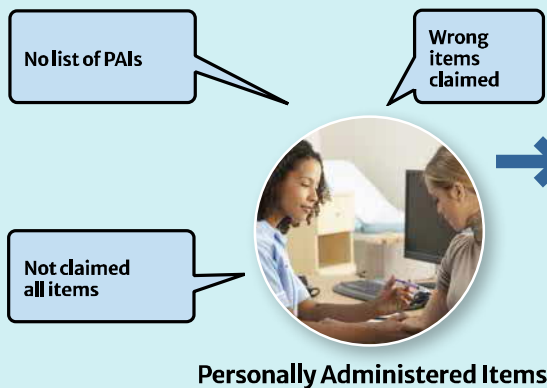 No list of PAIs
Wrong
items
claimed
Not claimed
all items
Personally Administered Items